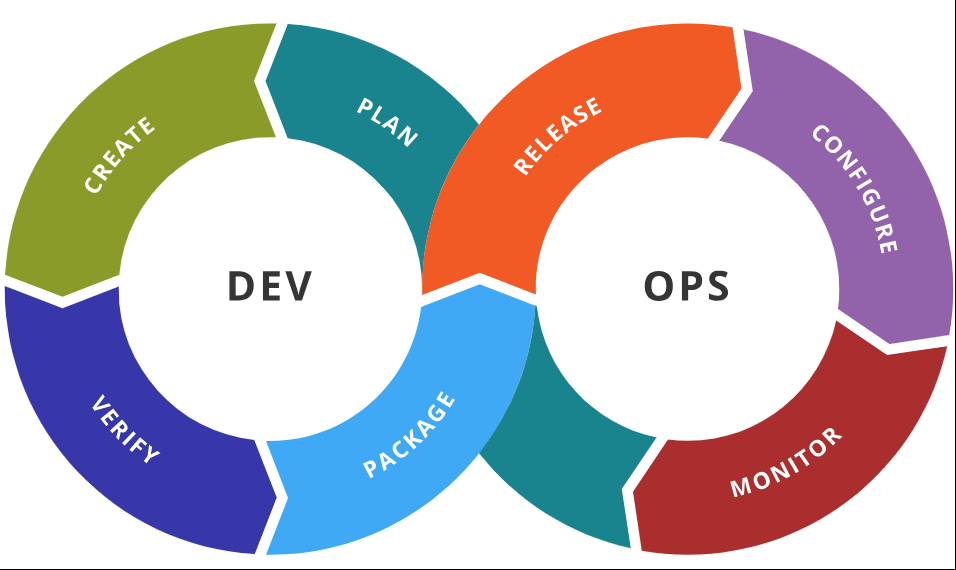 CREATE
PLAN
RELEASE
CONFIGURE
DEV
OPS
VERIFY
PACKAGE
MONITOR